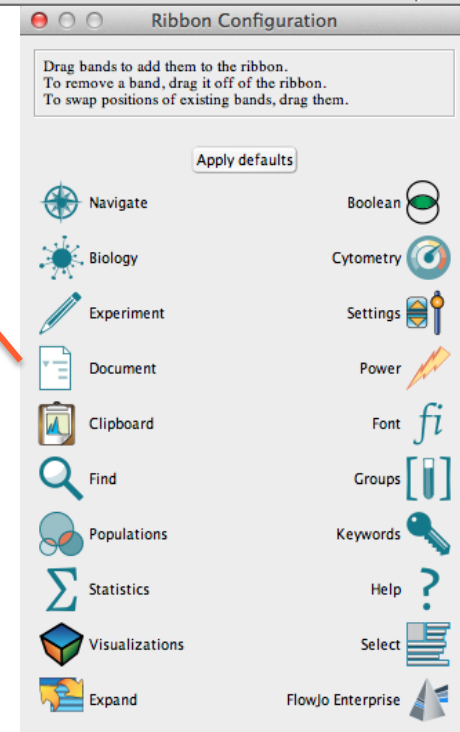 Ribbon Configuration
Drag bands to add them to the ribbon.
To remove a band, drag it off of the ribbon.
To swap positions of existing bands, drag them.
Apply defaults
Navigate Boolean
Biology Cytometry
Experiment Settings
Document Power
Clipboard Font fi
Find Groups
Populations Keywords
Statistics Help ?
Visualizations Select
Expand FlowJo Enterprise